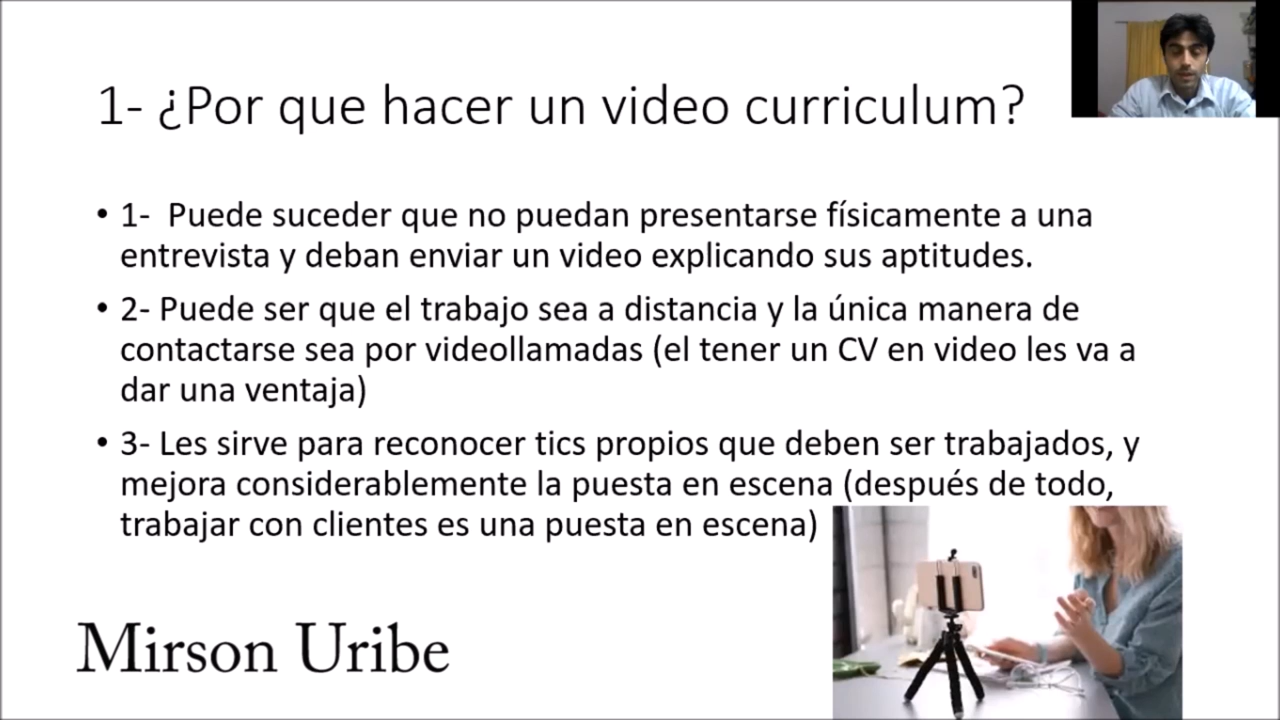 1- ¿Por que hacer un video curriculum?
• 1-  Puede suceder que no puedan presentarse físicamente a una
entrevista y deban enviar un video explicando sus aptitudes.
• 2- Puede ser que el trabajo sea a distancia y la única manera de
contactarse sea por videollamadas (el tener un CV en video les va a
dar una ventaja)
• 3- Les sirve para reconocer tics propios que deben ser trabajados, y
mejora considerablemente la puesta en escena (después de todo,
trabajar con clientes es una puesta en escena)
Mirson Uribe